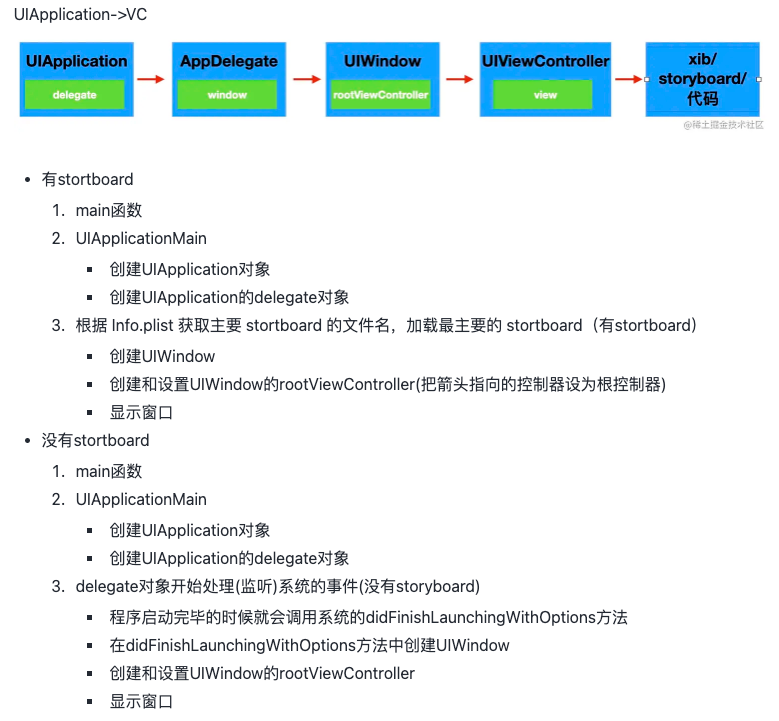 UIApplication->VC
UIApplication
delegate
AppDelegate
window
UIWindow
rootViewController
UIViewController
view
xib/
storyboard/
代码
@稀土掘金技术社区
• 有stortboard
1. main函数
2. UIApplicationMain
▪ 创建UIApplication对象
▪ 创建UIApplication的delegate对象
3. 根据 Info.plist 获取主要 stortboard 的文件名，加载最主要的 stortboard（有stortboard）
▪ 创建UIWindow
▪ 创建和设置UIWindow的rootViewController(把箭头指向的控制器设为根控制器)
▪ 显示窗口
• 没有stortboard
1. main函数
2. UIApplicationMain
▪ 创建UIApplication对象
▪ 创建UIApplication的delegate对象
3. delegate对象开始处理(监听)系统的事件(没有storyboard)
▪ 程序启动完毕的时候就会调用系统的didFinishLaunchingWithOptions方法
▪ 在didFinishLaunchingWithOptions方法中创建UIWindow
▪ 创建和设置UIWindow的rootViewController
▪ 显示窗口